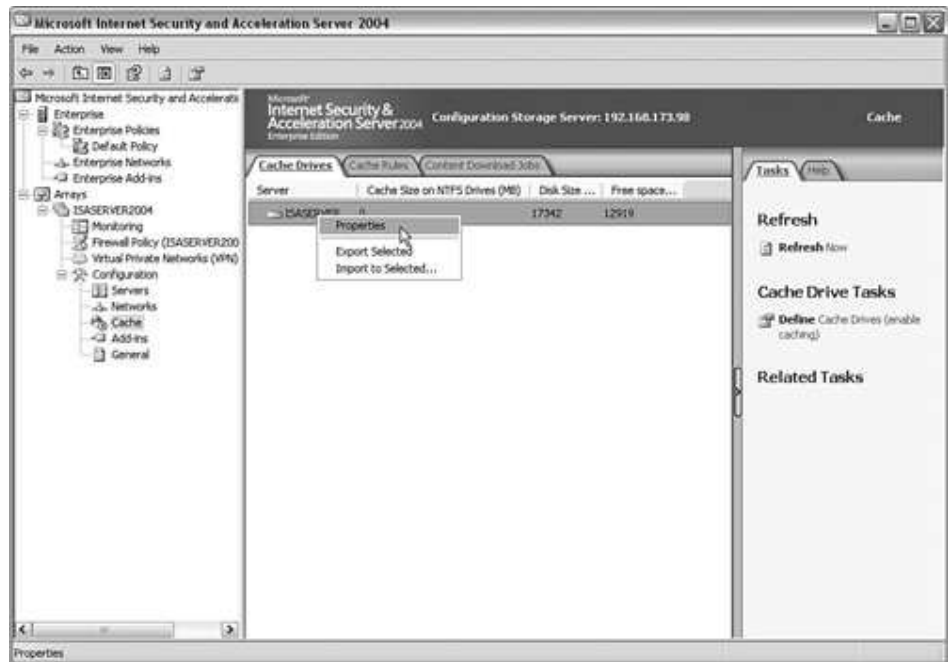 Microsoft Internet Security and Acceleration Server 2004
File Action View Help
Microsoft Internet Security and Accelerati
Enterprise
Enterprise Policies
Default Policy
Enterprise Networks
Enterprise Add-ins
Arrays
ISASERVER2004
Monitoring
Firewall Policy (ISASERVER200
Virtual Private Networks (VPN)
Configuration
Servers
Networks
Cache
Add-ins
General
Microsoft
Internet Security &
Acceleration Server 2004
Enterprise Edition
Configuration Storage Server: 192.168.173.98
Cache
Cache Drives Cache Rules Content Download Jobs
Server Cache Size on NTFS Drives (MB) Disk Size ... Free space...
ISASERVER 0 17342 12919
Properties
Export Selected
Import to Selected...
Tasks Help
Refresh
Refresh Now
Cache Drive Tasks
Define Cache Drives (enable
caching)
Related Tasks
Properties